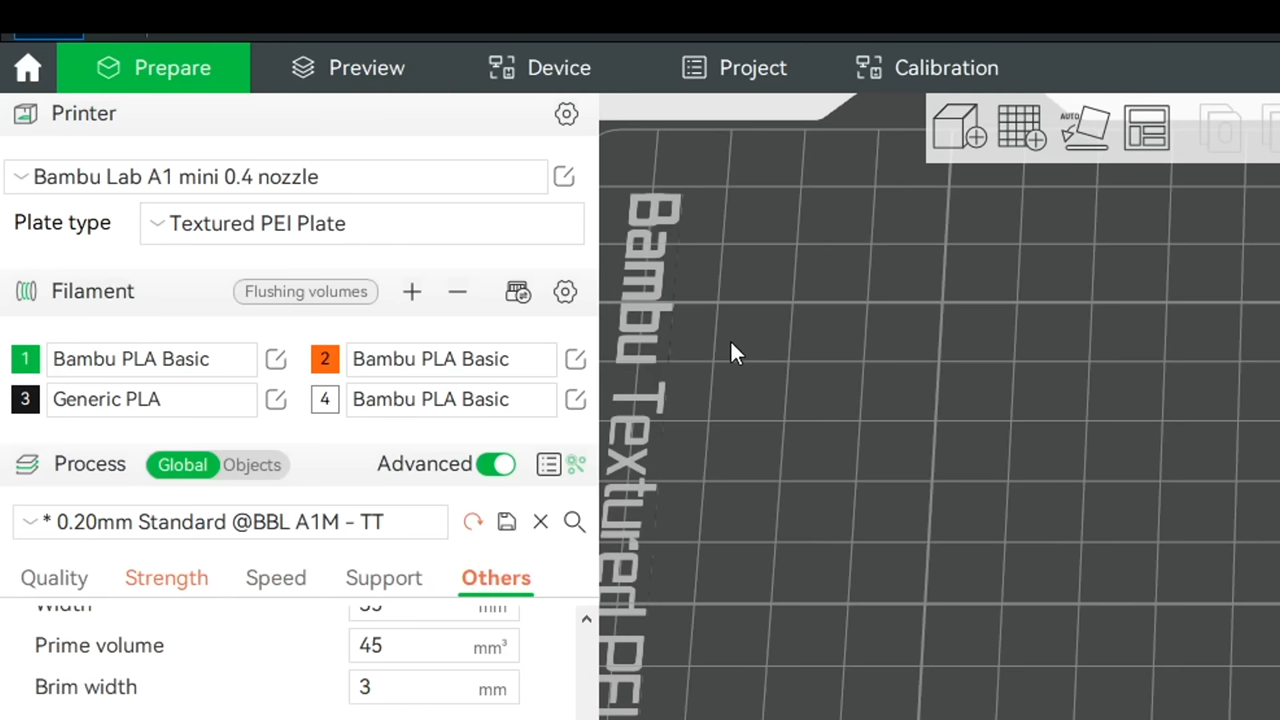 Prepare Preview Device Project Calibration
Printer
AUTO
Bambu Lab A1 mini 0.4 nozzle
Plate type Textured PEI Plate
Filament Flushing volumes
1 Bambu PLA Basic 2 Bambu PLA Basic
3 Generic PLA 4 Bambu PLA Basic
Process Global Objects Advanced
* 0.20mm Standard @BBL A1M - TT
Quality Strength Speed Support Others
Width mm
Prime volume 45 mm³
Brim width 3 mm
Bambu Textured PEI